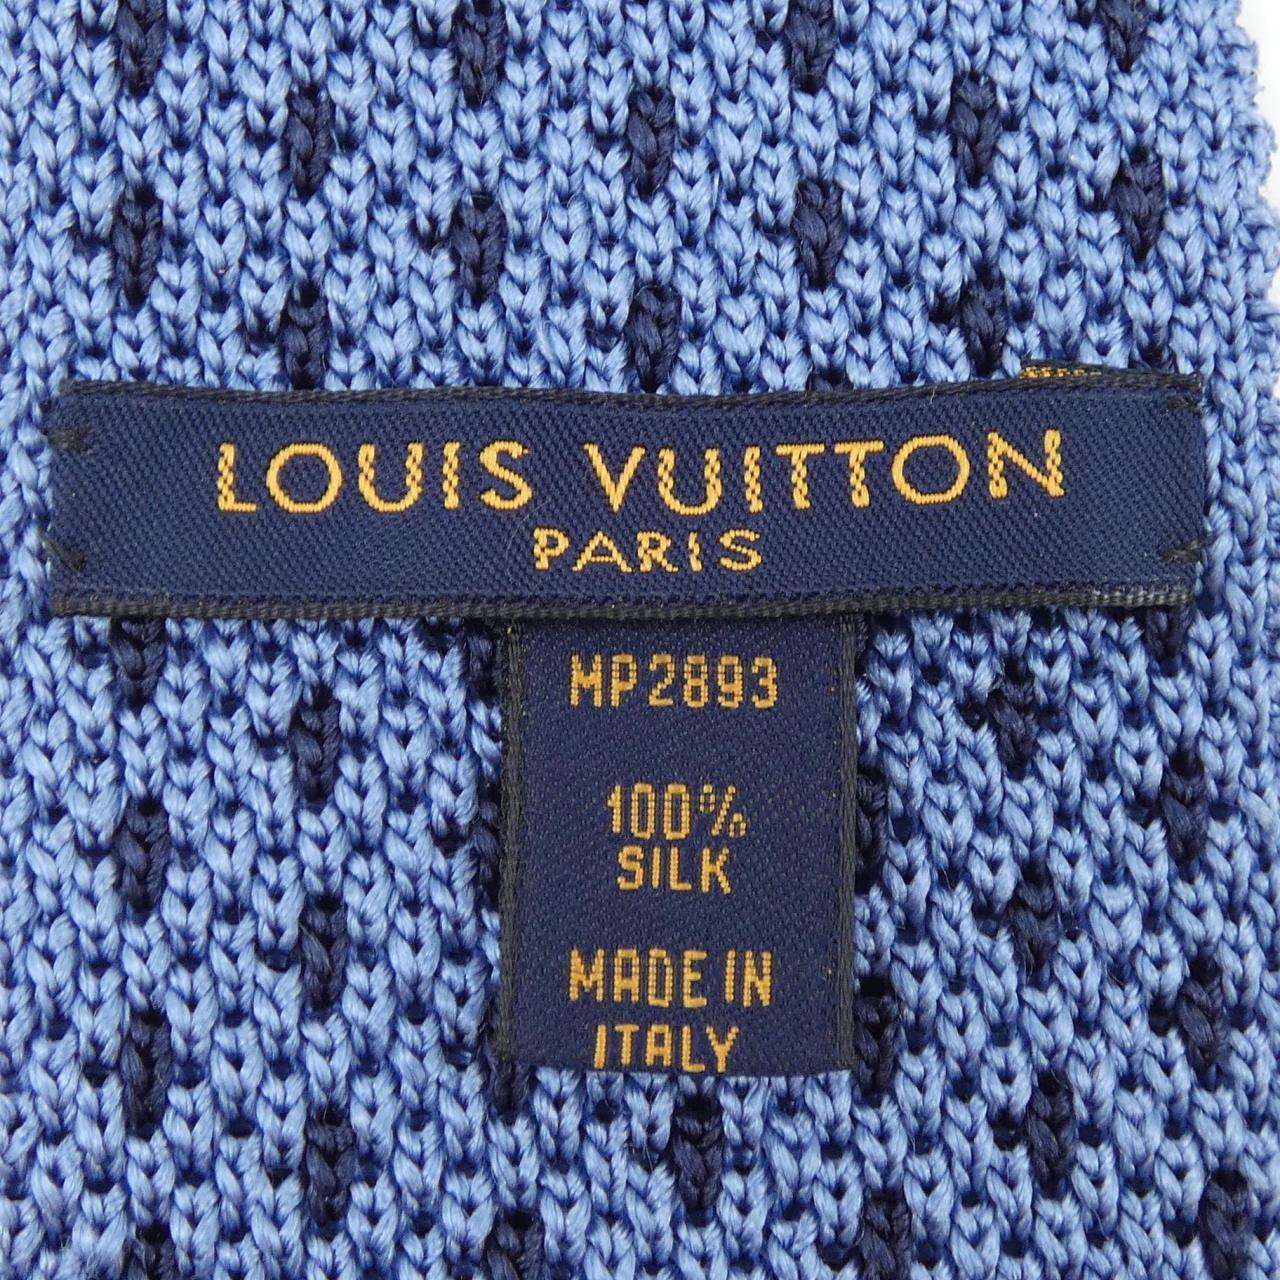 LOUIS VUITTON
PARIS
MP2893
100%
SILK
MADE IN
ITALY